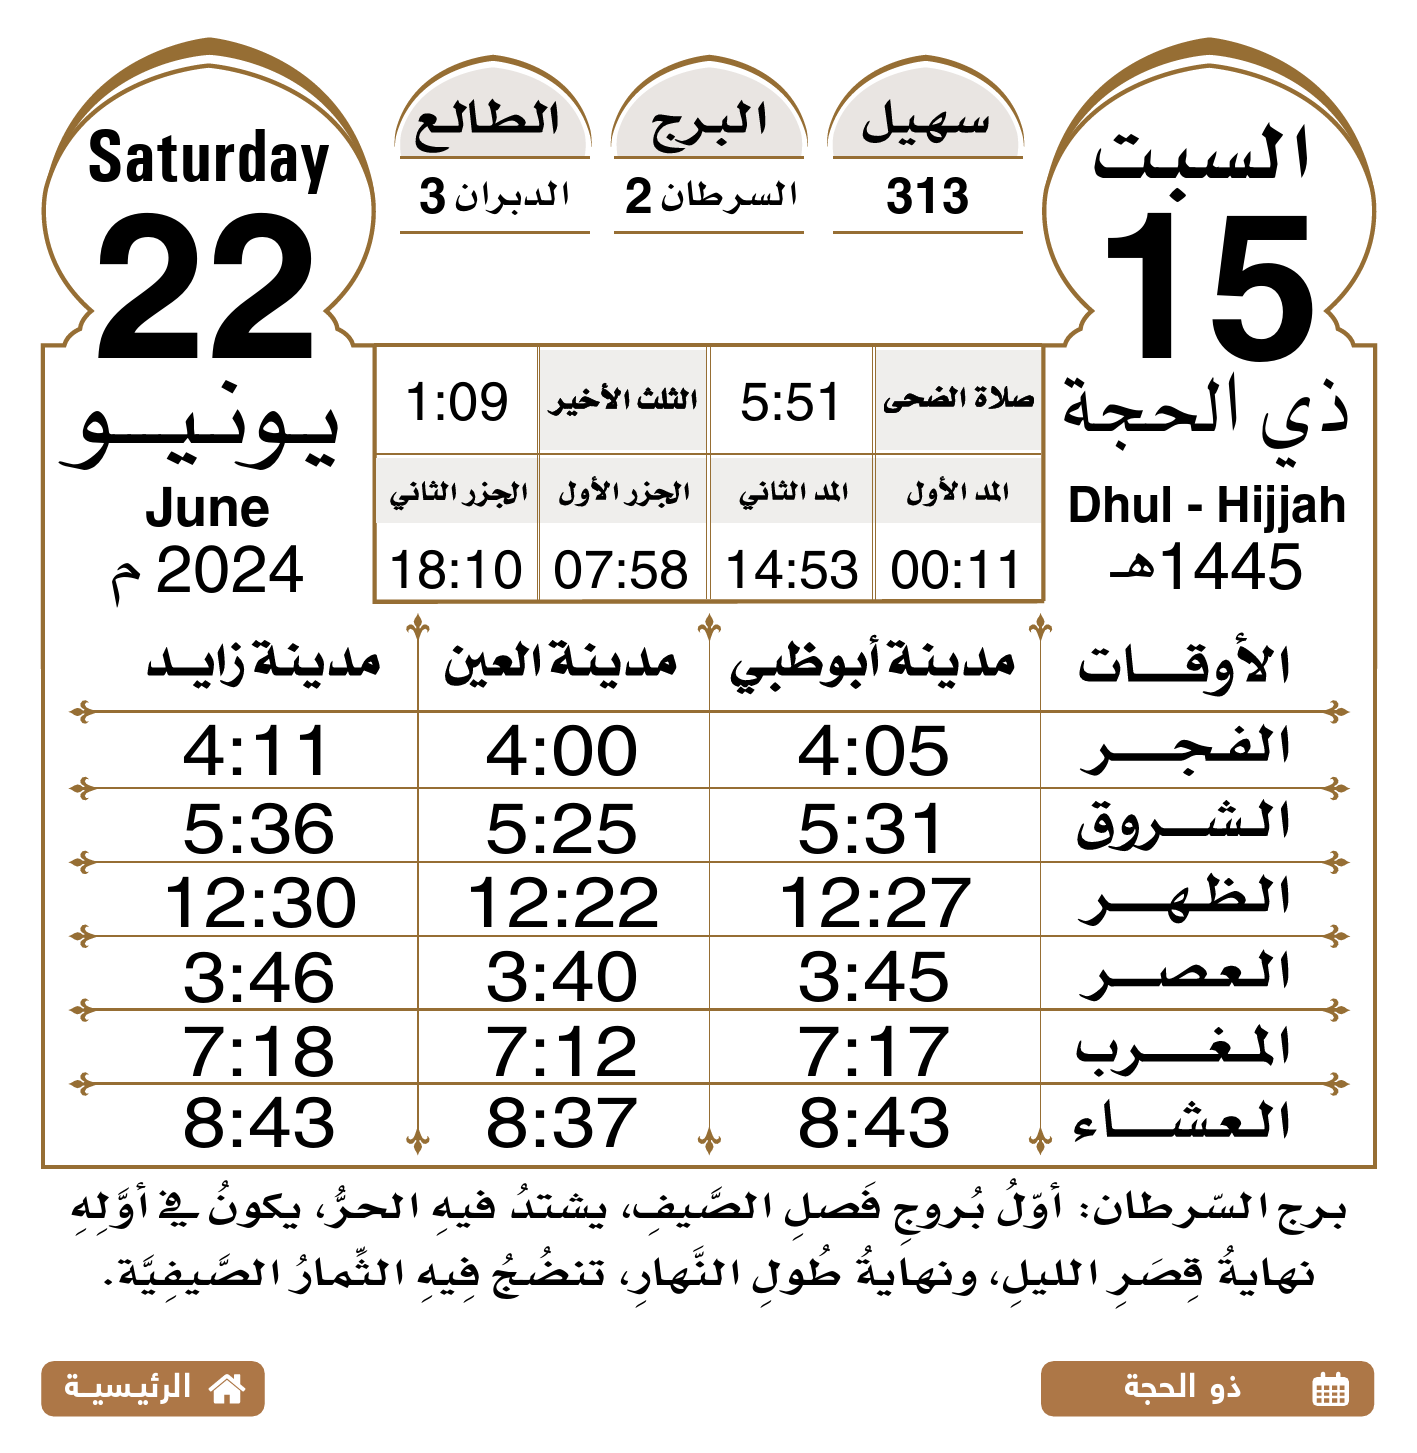 السبت
15
ذي الحجة
Dhul - Hijjah
1445هـ
سهيل
313
البرج
السرطان 2
الطالع
الدبران 3
Saturday
22
يونيو
June
2024 م
صلاة الضحى 5:51 الثلث الأخير 1:09
المد الأول المد الثاني الجزر الأول الجزر الثاني
00:11 14:53 07:58 18:10
الأوقات مدينة أبوظبي مدينة العين مدينة زايد
الفجر 4:05 4:00 4:11
الشروق 5:31 5:25 5:36
الظهر 12:27 12:22 12:30
العصر 3:45 3:40 3:46
المغرب 7:17 7:12 7:18
العشاء 8:43 8:37 8:43
برج السّرطان: أوّلُ بُروجِ فَصلِ الصَّيفِ، يشتدُ فيهِ الحرُّ، يكونُ في أوَّلِهِ
نهايةُ قِصَرِ الليلِ، ونهايةُ طُولِ النَّهارِ، تنضُجُ فِيهِ الثِّمارُ الصَّيفِيَّة.
ذو الحجة
الرئيسية